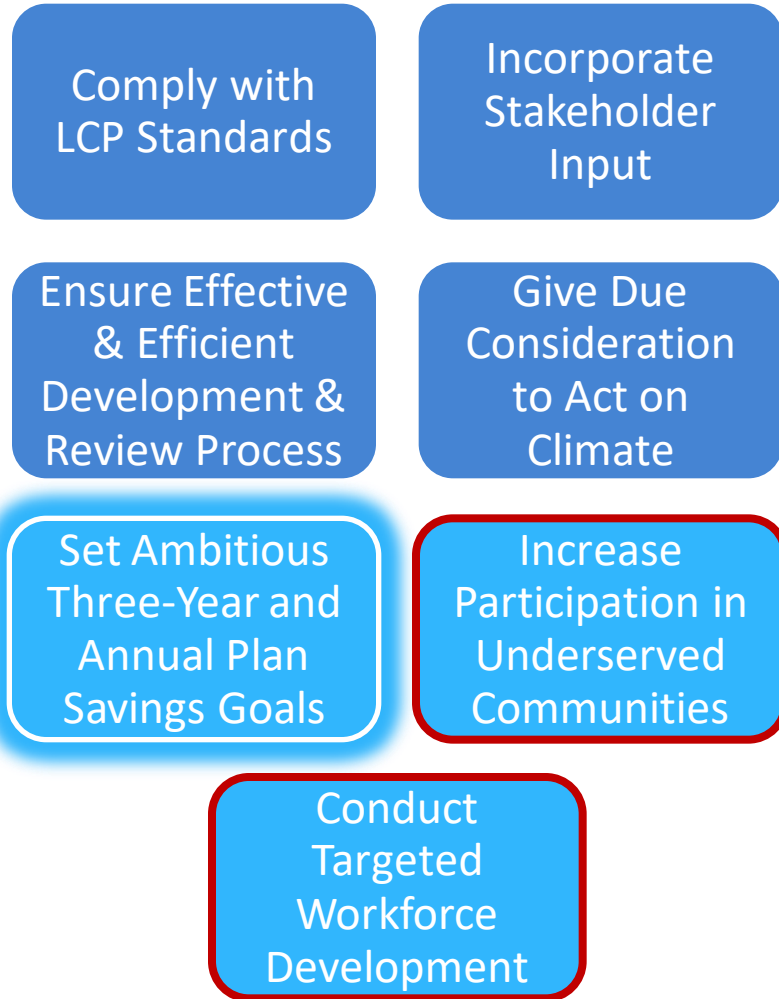 Comply with
LCP Standards
Incorporate
Stakeholder
Input
Ensure Effective
& Efficient
Development &
Review Process
Give Due
Consideration
to Act on
Climate
Set Ambitious
Three-Year and
Annual Plan
Savings Goals
Increase
Participation in
Underserved
Communities
Conduct
Targeted
Workforce
Development